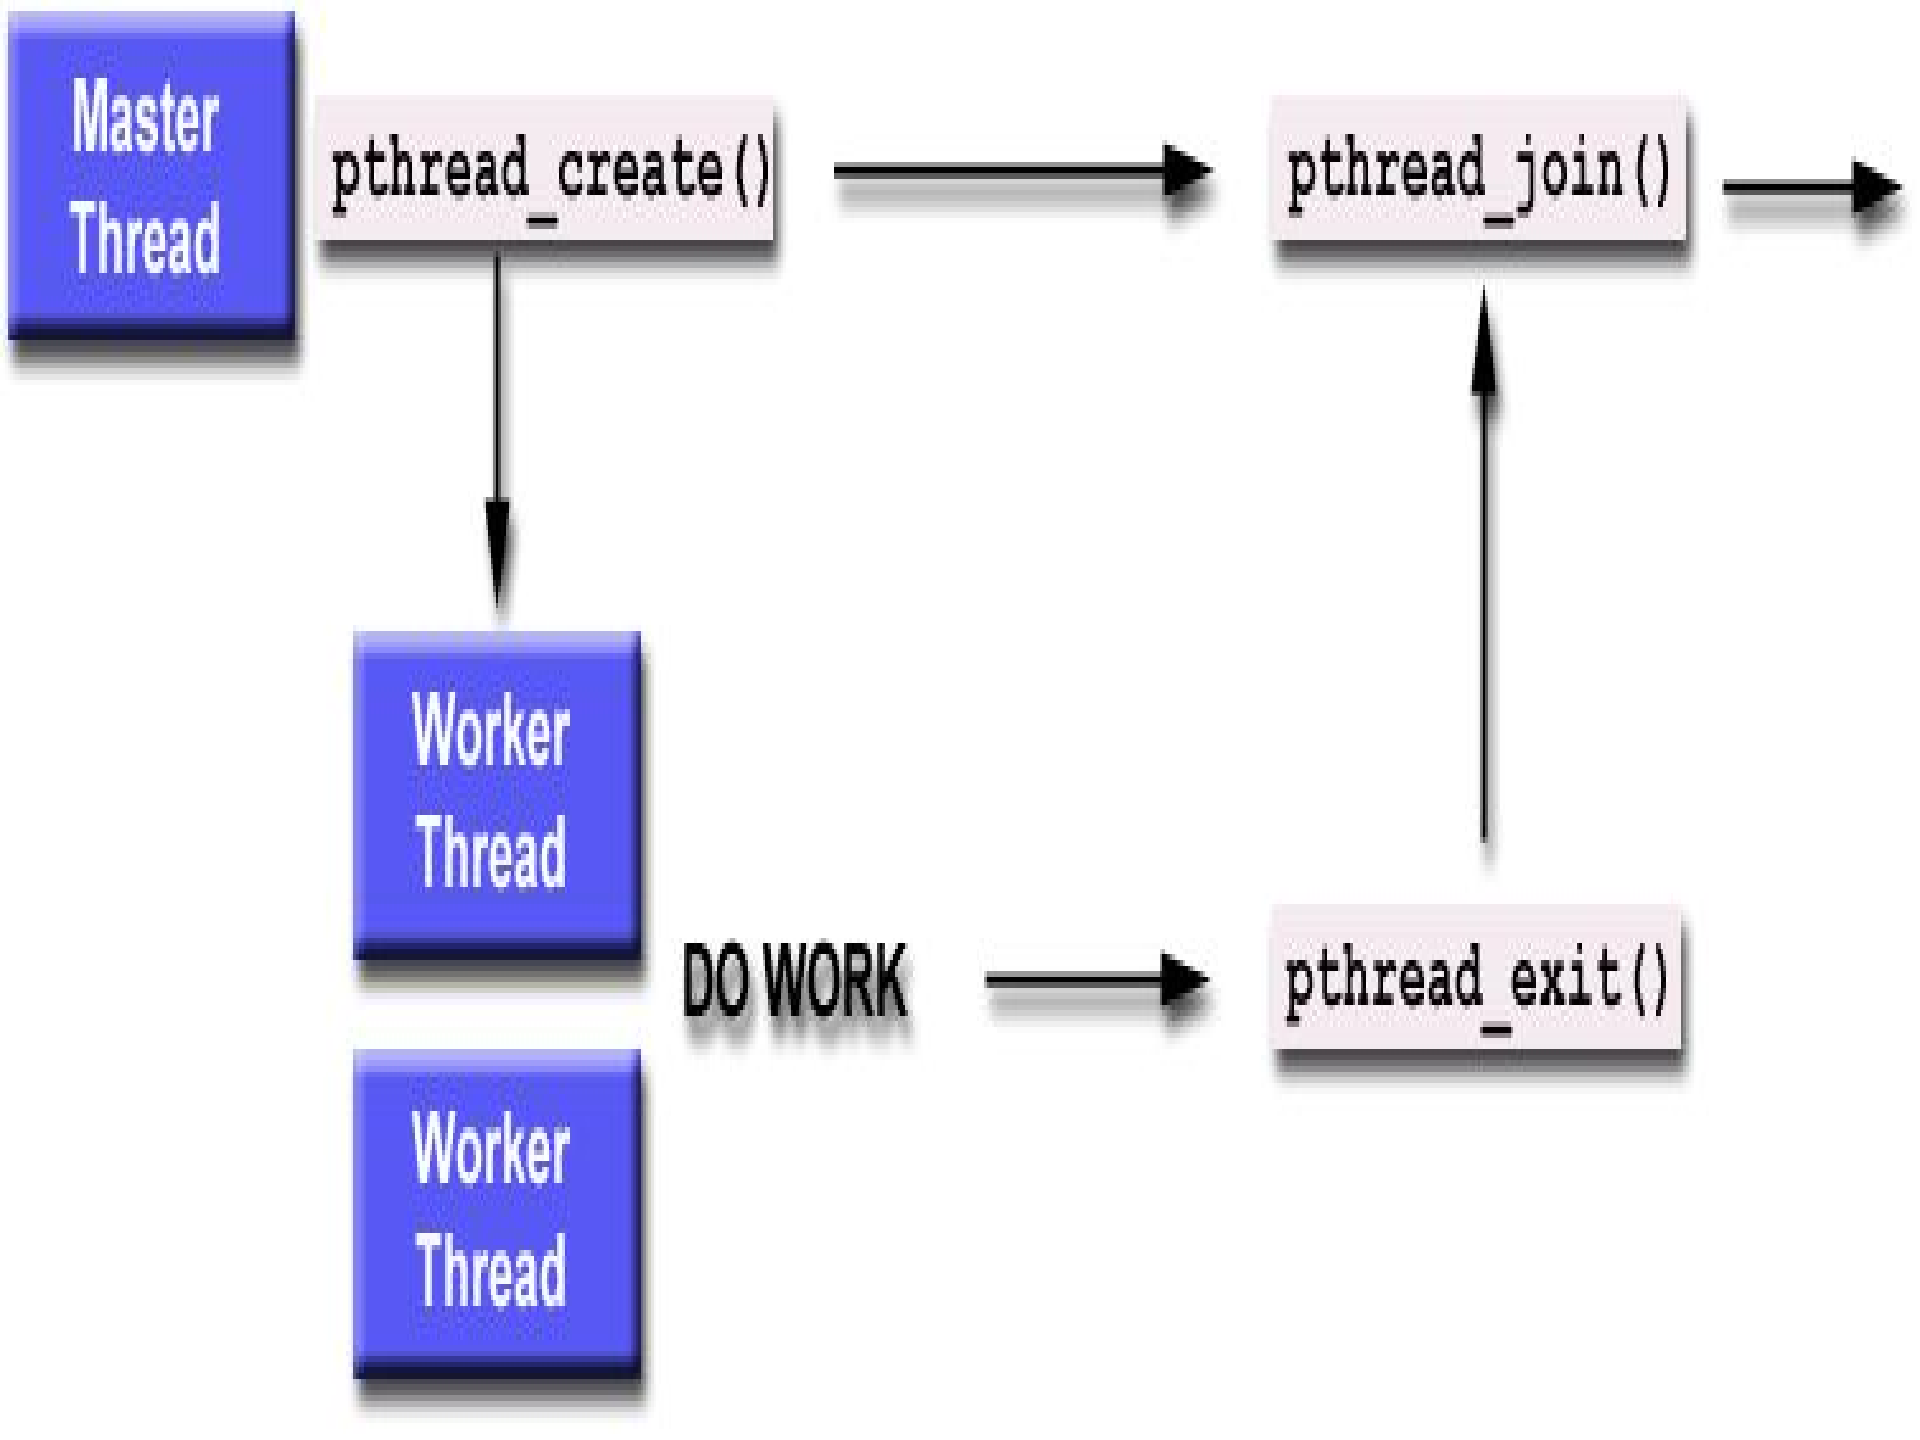 Master
Thread
pthread_create()
pthread_join()
Worker
Thread
DO WORK
pthread_exit()
Worker
Thread